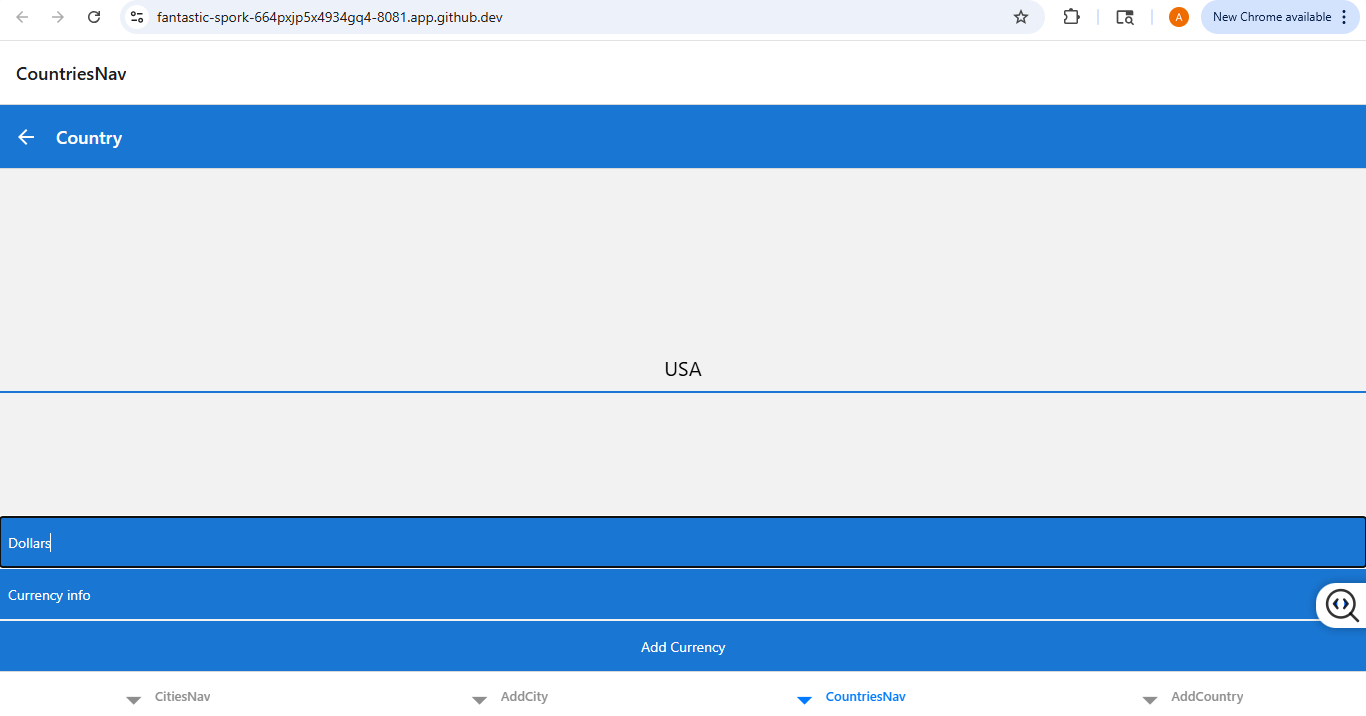 fantastic-spork-664pxjp5x4934gq4-8081.app.github.dev
A
New Chrome available
CountriesNav
Country
USA
Dollars
Currency info
Add Currency
CitiesNav
AddCity
CountriesNav
AddCountry